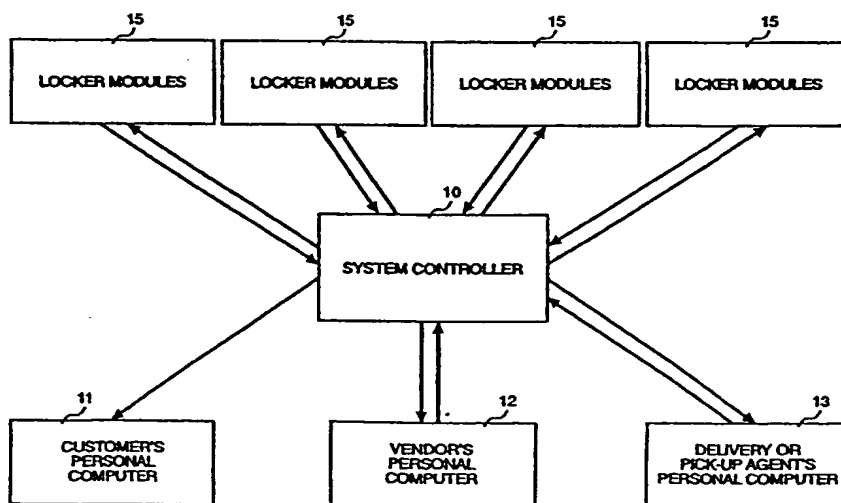 15 15 15 15
LOCKER MODULES LOCKER MODULES LOCKER MODULES LOCKER MODULES
10
SYSTEM CONTROLLER
11 12 13
CUSTOMER'S
PERSONAL
COMPUTER
VENDOR'S
PERSONAL
COMPUTER
DELIVERY OR
PICK-UP AGENT'S
PERSONAL COMPUTER